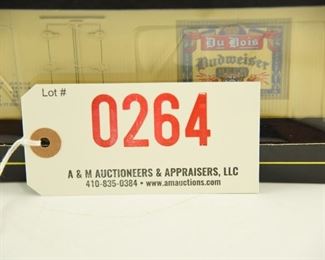 Du Bois
Budweiser
Lot #
0264
A & M AUCTIONEERS & APPRAISERS, LLC
410-835-0384 • www.amauctions.com